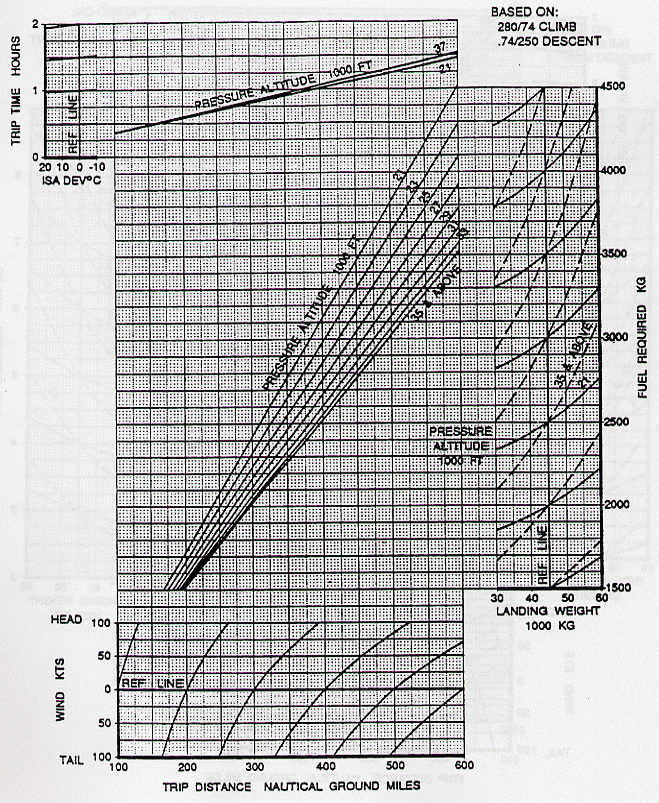 BASED ON:
280/74 CLIMB
.74/250 DESCENT
TRIP TIME HOURS
2
1
0
REF LINE
20 10 0 -10
ISA DEV°C
PRESSURE ALTITUDE 1000 FT
37
21
PRESSURE ALTITUDE 1000 FT
21
23
25
27
29
35 & ABOVE
4500
4000
3500
3000
2500
2000
1500
FUEL REQUIRED KG
35 & ABOVE
21
PRESSURE
ALTITUDE
1000 FT
REF LINE
30 40 50 60
LANDING WEIGHT
1000 KG
HEAD
100
50
0
50
100
TAIL
WIND KTS
REF LINE
100 200 300 400 500 600
TRIP DISTANCE NAUTICAL GROUND MILES